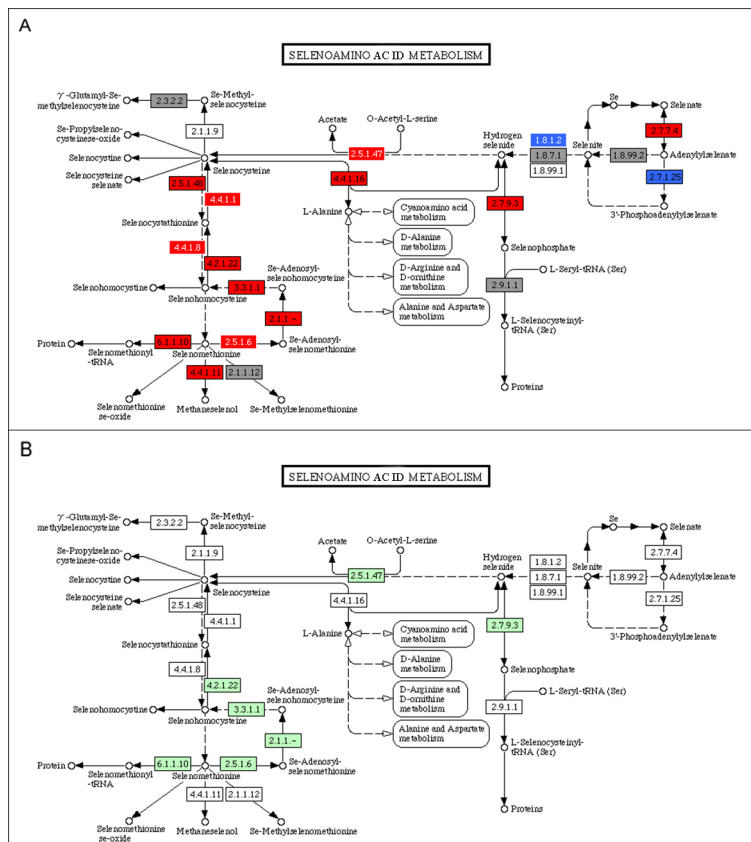 A
SELENOAMINO ACID METABOLISM
γ-Glutamyl-Se-
methylselenocysteine
2.3.2.2
Se-Methyl-
selenocysteine
Acetate
O-Acetyl-L-serine
Se
Selenate
Se-Propylseleno-
cysteinese-oxide
2.1.1.9
Hydrogen
selenide
1.8.1.2
Selenite
2.7.7.4
Selenocystine
2.5.1.47
1.8.7.1
1.8.99.2
Adenylylselenate
Selenocysteine
1.8.99.1
Selenocysteine
selenate
2.5.1.48
4.4.1.16
2.7.1.25
4.4.1.1
L-Alanine
Cyanoamino acid
metabolism
2.7.9.3
3'-Phosphoadenylylselenate
Selenocystathionine
D-Alanine
metabolism
4.4.1.8
Selenophosphate
4.2.1.22
Se-Adenosyl-
selenohomocysteine
D-Arginine and
D-ornithine
metabolism
2.9.1.1
L-Seryl-tRNA (Ser)
Selenohomocystine
3.3.1.1
Selenohomocysteine
Alanine and Aspartate
metabolism
2.1.1.-
L-Selenocysteinyl-
tRNA (Ser)
Protein
6.1.1.10
2.5.1.6
Selenomethionyl
-tRNA
Selenomethionine
Se-Adenosyl-
selenomethionine
4.4.1.11
2.1.1.12
Proteins
Selenomethionine
se-oxide
Methaneselenol
Se-Methylselenomethionine
B
SELENOAMINO ACID METABOLISM
γ-Glutamyl-Se-
methylselenocysteine
2.3.2.2
Se-Methyl-
selenocysteine
Acetate
O-Acetyl-L-serine
Se
Selenate
Se-Propylseleno-
cysteinese-oxide
2.1.1.9
Hydrogen
selenide
1.8.1.2
Selenite
2.7.7.4
Selenocystine
2.5.1.47
1.8.7.1
1.8.99.2
Adenylylselenate
Selenocysteine
1.8.99.1
Selenocysteine
selenate
2.5.1.48
4.4.1.16
2.7.1.25
4.4.1.1
L-Alanine
Cyanoamino acid
metabolism
2.7.9.3
3'-Phosphoadenylylselenate
Selenocystathionine
D-Alanine
metabolism
4.4.1.8
Selenophosphate
4.2.1.22
Se-Adenosyl-
selenohomocysteine
D-Arginine and
D-ornithine
metabolism
2.9.1.1
L-Seryl-tRNA (Ser)
Selenohomocystine
3.3.1.1
Selenohomocysteine
Alanine and Aspartate
metabolism
2.1.1.-
L-Selenocysteinyl-
tRNA (Ser)
Protein
6.1.1.10
2.5.1.6
Selenomethionyl
-tRNA
Selenomethionine
Se-Adenosyl-
selenomethionine
4.4.1.11
2.1.1.12
Proteins
Selenomethionine
se-oxide
Methaneselenol
Se-Methylselenomethionine